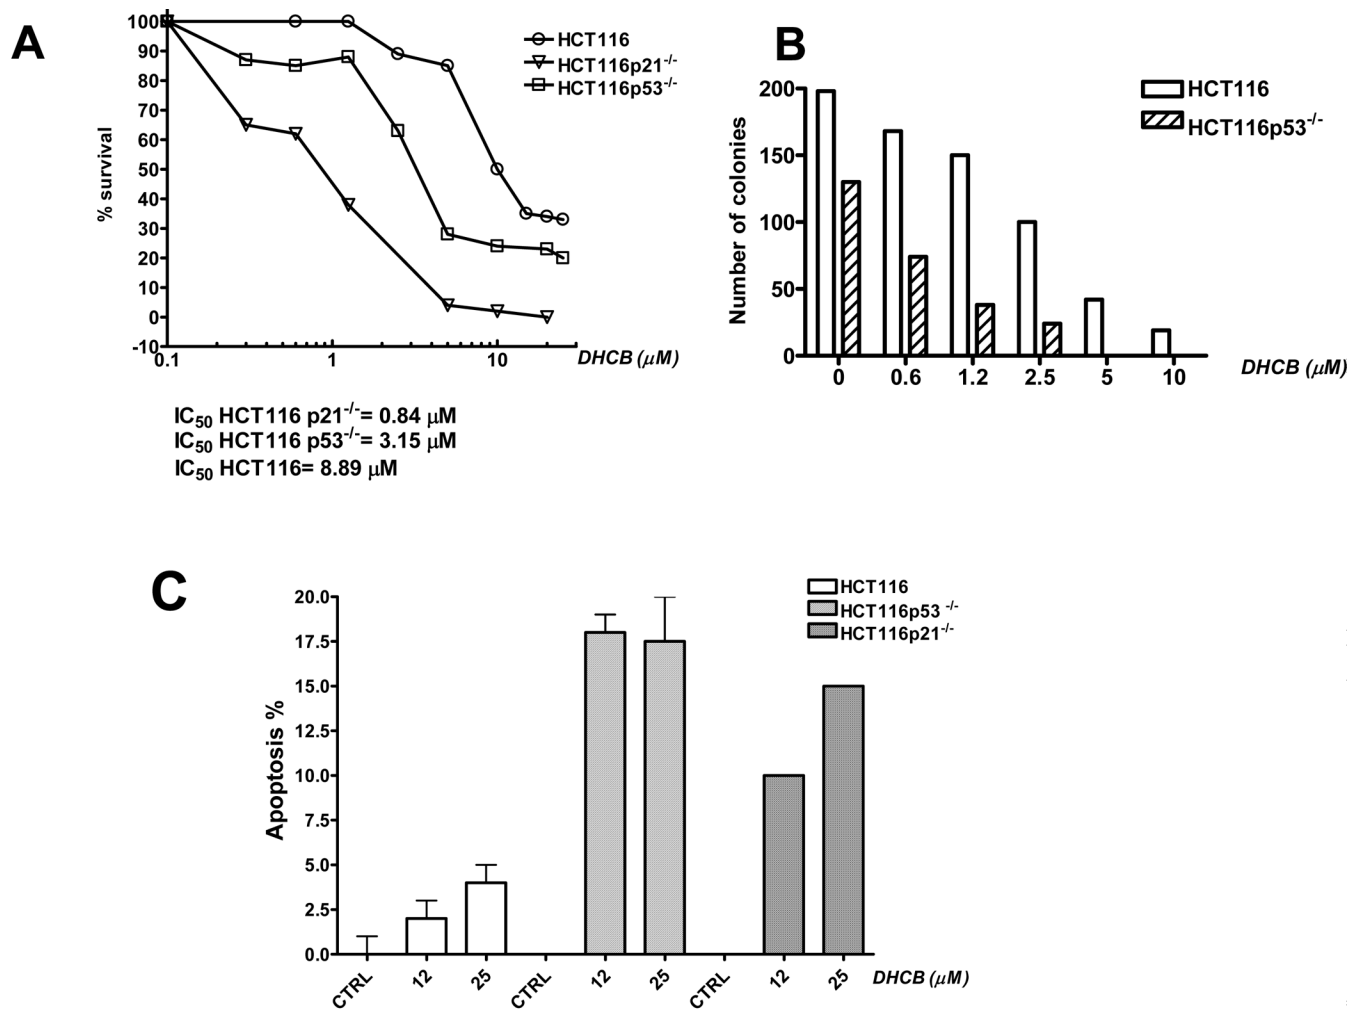 A
100
90
80
70
60
50
40
30
20
10
0
-10
% survival
0.1
1
10
DHCB (μM)
HCT116
HCT116p21-/-
HCT116p53-/-
IC50 HCT116 p21-/-= 0.84 μM
IC50 HCT116 p53-/-= 3.15 μM
IC50 HCT116= 8.89 μM
B
200
150
100
50
0
Number of colonies
0
0.6
1.2
2.5
5
10
DHCB (μM)
HCT116
HCT116p53-/-
C
20.0
17.5
15.0
12.5
10.0
7.5
5.0
2.5
0.0
Apoptosis %
CTRL
12
25
CTRL
12
25
CTRL
12
25
DHCB (μM)
HCT116
HCT116p53 -/-
HCT116p21-/-